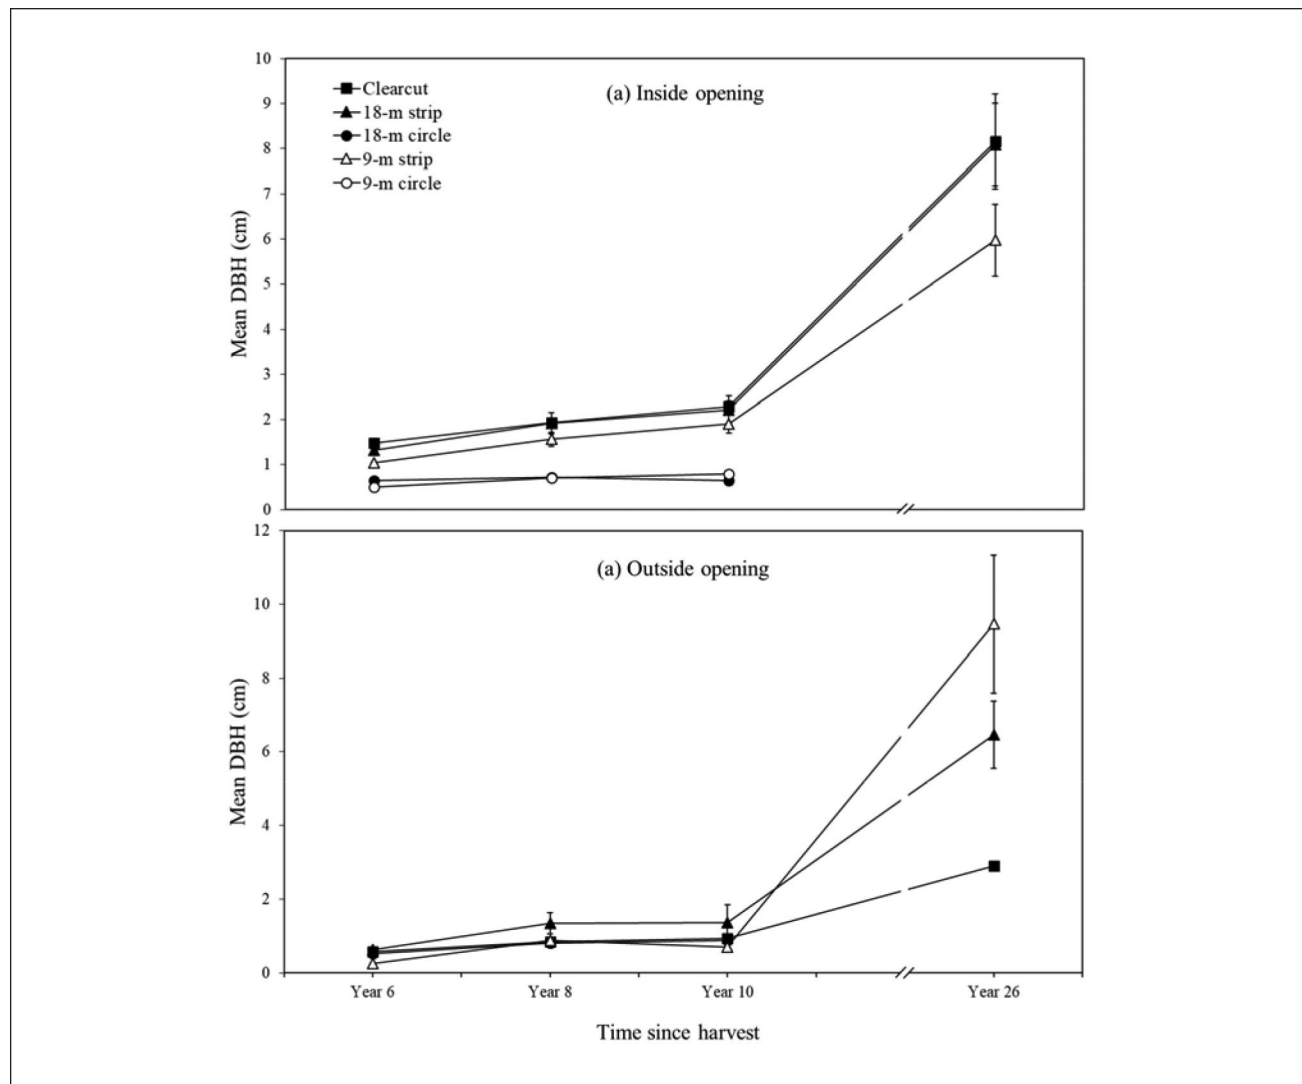 10
9
8
7
6
5
4
3
2
1
0
Mean DBH (cm)
(a) Inside opening
Clearcut
18-m strip
18-m circle
9-m strip
9-m circle
12
10
8
6
4
2
0
Mean DBH (cm)
(a) Outside opening
Year 6 Year 8 Year 10 Year 26
Time since harvest